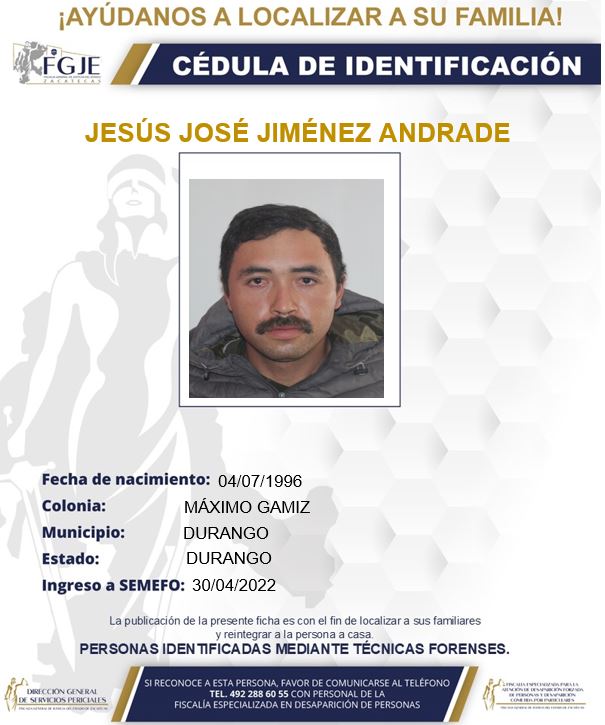 ¡AYÚDANOS A LOCALIZAR A SU FAMILIA!
FGJE
ZACATECAS
CÉDULA DE IDENTIFICACIÓN
JESÚS JOSÉ JIMÉNEZ ANDRADE
Fecha de nacimiento: 04/07/1996
Colonia: MÁXIMO GAMIZ
Municipio: DURANGO
Estado: DURANGO
Ingreso a SEMEFO: 30/04/2022
La publicación de la presente ficha es con el fin de localizar a sus familiares
y reintegrar a la persona a casa.
PERSONAS IDENTIFICADAS MEDIANTE TÉCNICAS FORENSES.
DIRECCIÓN GENERAL
DE SERVICIOS PERICIALES
SI RECONOCE A ESTA PERSONA, FAVOR DE COMUNICARSE AL TELÉFONO
TEL. 492 288 60 55 CON PERSONAL DE LA
FISCALÍA ESPECIALIZADA EN DESAPARICIÓN DE PERSONAS
FISCALÍA ESPECIALIZADA PARA LA
ATENCIÓN DE DESAPARICIÓN FORZADA
DE PERSONAS Y DESAPARICIÓN
COMETIDA POR PARTICULARES